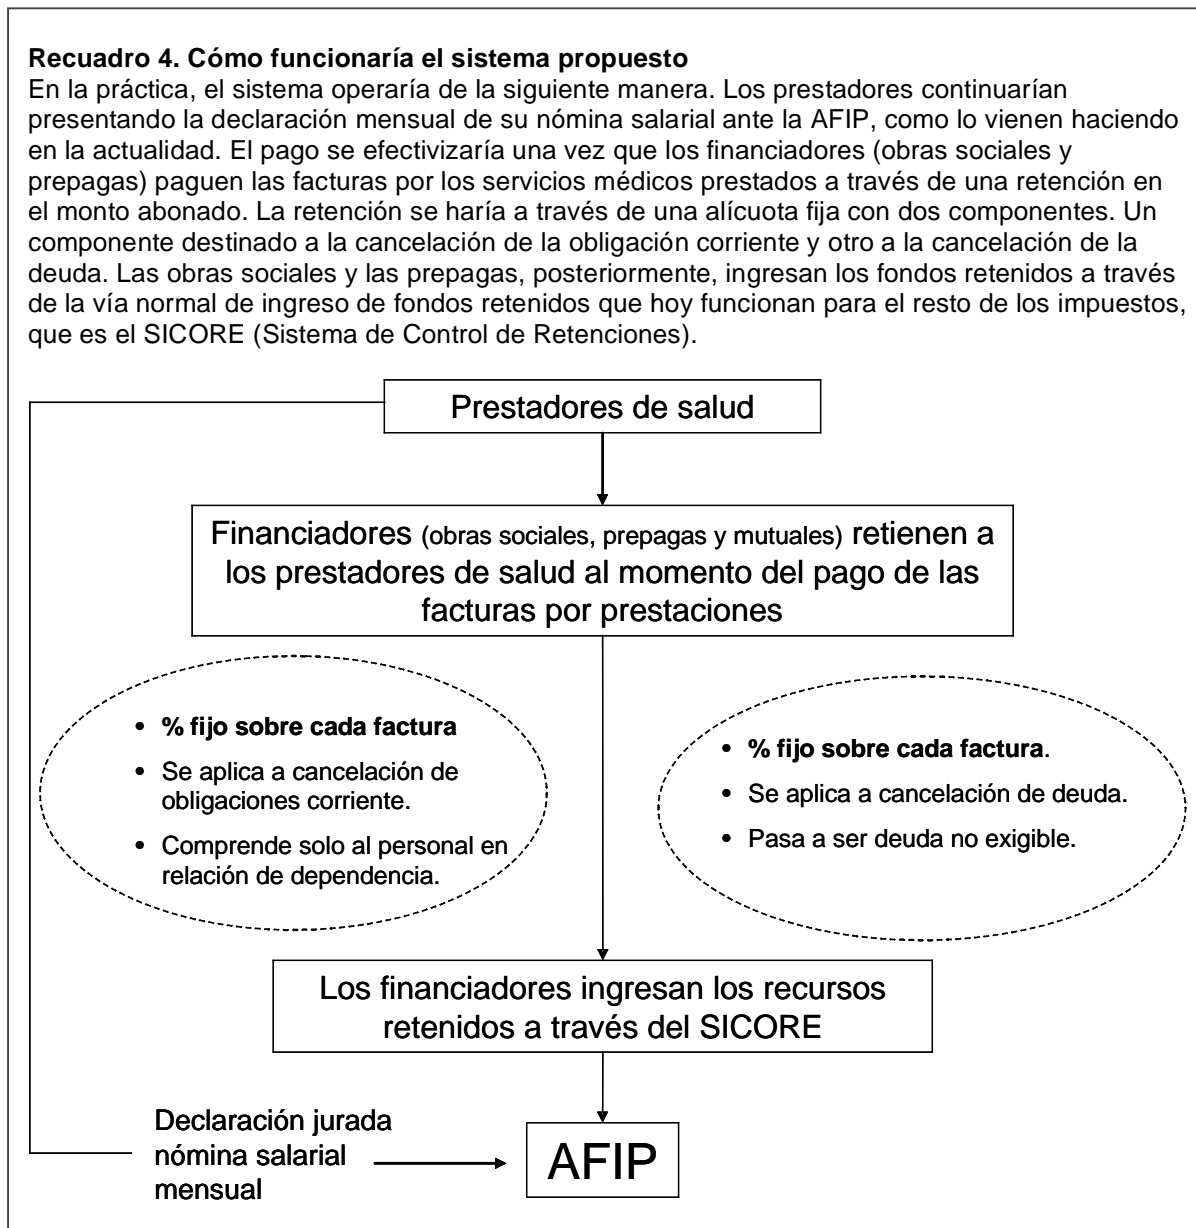 Recuadro 4. Cómo funcionaría el sistema propuesto
En la práctica, el sistema operaría de la siguiente manera. Los prestadores continuarían
presentando la declaración mensual de su nómina salarial ante la AFIP, como lo vienen haciendo
en la actualidad. El pago se efectivizaría una vez que los financiadores (obras sociales y
prepagas) paguen las facturas por los servicios médicos prestados a través de una retención en
el monto abonado. La retención se haría a través de una alícuota fija con dos componentes. Un
componente destinado a la cancelación de la obligación corriente y otro a la cancelación de la
deuda. Las obras sociales y las prepagas, posteriormente, ingresan los fondos retenidos a través
de la vía normal de ingreso de fondos retenidos que hoy funcionan para el resto de los impuestos,
que es el SICORE (Sistema de Control de Retenciones).
Prestadores de salud
Financiadores (obras sociales, prepagas y mutuales) retienen a
los prestadores de salud al momento del pago de las
facturas por prestaciones
• % fijo sobre cada factura
• Se aplica a cancelación de
obligaciones corriente.
• Comprende solo al personal en
relación de dependencia.
• % fijo sobre cada factura.
• Se aplica a cancelación de deuda.
• Pasa a ser deuda no exigible.
Los financiadores ingresan los recursos
retenidos a través del SICORE
Declaración jurada
nómina salarial
mensual
AFIP